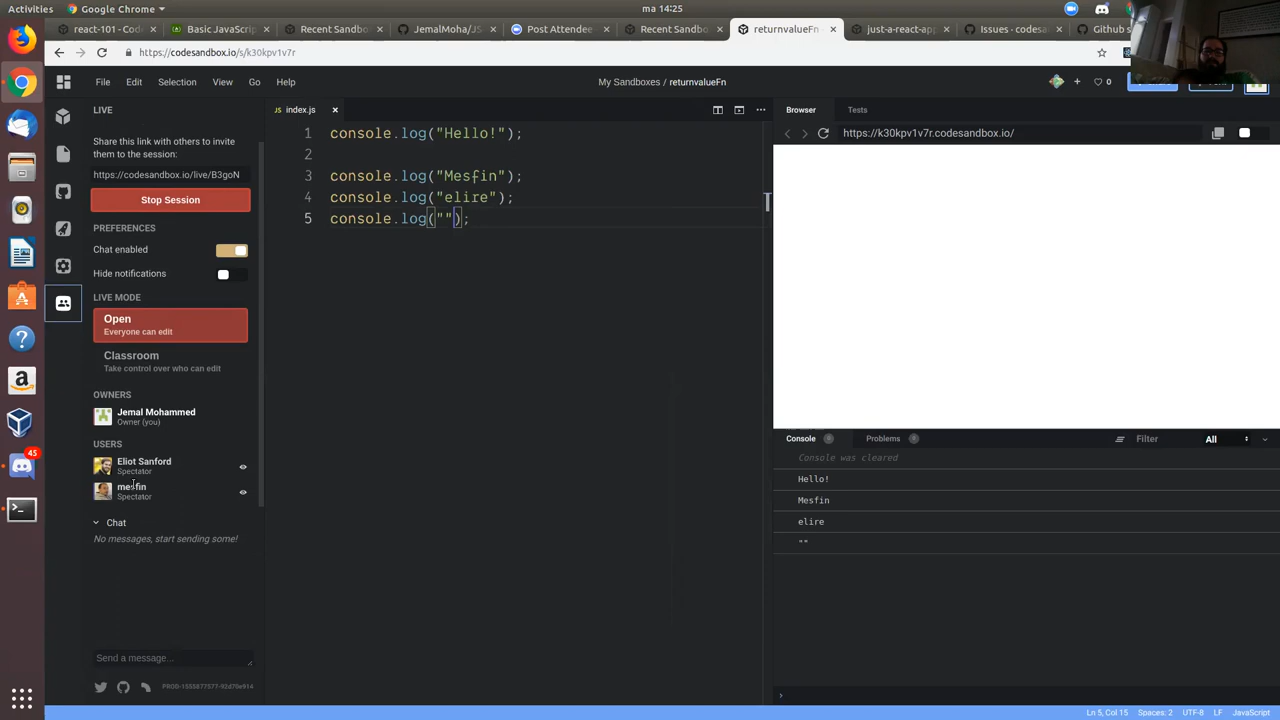 Activities
Google Chrome
ma 14:25
react-101 - Codes
Basic JavaScrip
Recent Sandbo
JemalMoha/JS
Post Attendee
Recent Sandbo
returnvalueFn
just-a-react-app
Issues - codesan
Github s
https://codesandbox.io/s/k30kpv1v7r
File Edit Selection View Go Help
My Sandboxes / returnvalueFn
0
LIVE
Share this link with others to invite
them to the session:
https://codesandbox.io/live/B3goN
Stop Session
PREFERENCES
Chat enabled
Hide notifications
LIVE MODE
Open
Everyone can edit
Classroom
Take control over who can edit
OWNERS
Jemal Mohammed
Owner (you)
USERS
Eliot Sanford
Spectator
mesfin
Spectator
Chat
No messages, start sending some!
Send a message...
45
JS index.js
1 console.log("Hello!");
2
3 console.log("Mesfin");
4 console.log("elire");
5 console.log("");
Browser
Tests
https://k30kpv1v7r.codesandbox.io/
Console
Problems
Filter
All
Console was cleared
Hello!
Mesfin
elire
""
Ln 5, Col 15 Spaces: 2 UTF-8 LF JavaScript